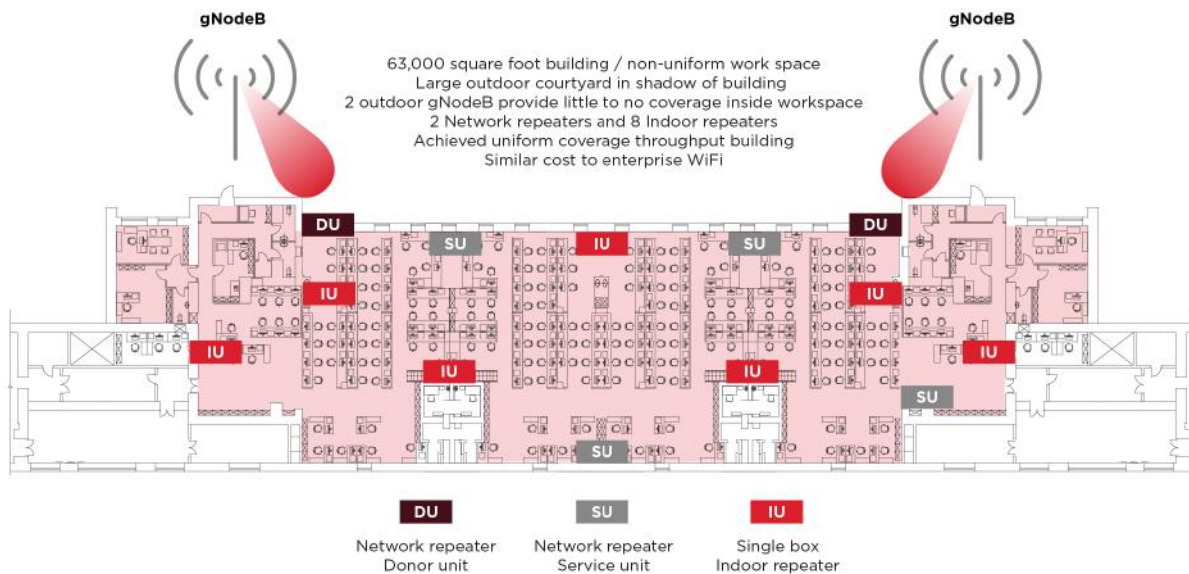 gNodeB
gNodeB
63,000 square foot building / non-uniform work space
Large outdoor courtyard in shadow of building
2 outdoor gNodeB provide little to no coverage inside workspace
2 Network repeaters and 8 Indoor repeaters
Achieved uniform coverage throughput building
Similar cost to enterprise WiFi
DU
DU
SU
IU
SU
IU
IU
IU
IU
IU
IU
SU
SU
DU
SU
IU
Network repeater
Donor unit
Network repeater
Service unit
Single box
Indoor repeater